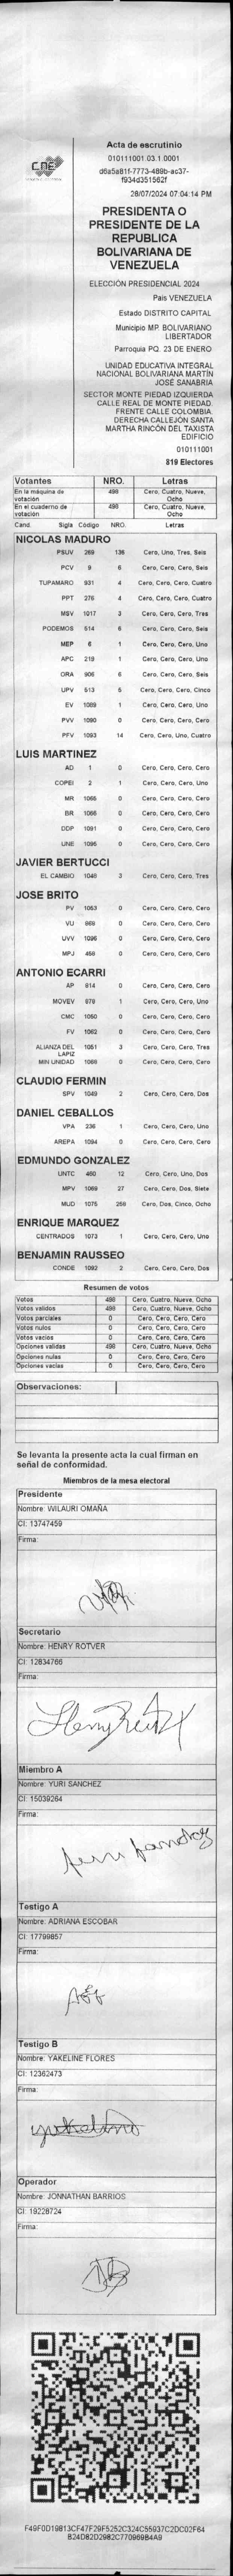 CNE
Acta de escrutinio
010111001.03.1.0001
d6a5a81f-7773-489b-ac37-
f934d351562f
28/07/2024 07:04:14 PM
PRESIDENTA O
PRESIDENTE DE LA
REPUBLICA
BOLIVARIANA DE
VENEZUELA
ELECCIÓN PRESIDENCIAL 2024
País VENEZUELA
Estado DISTRITO CAPITAL
Municipio MP. BOLIVARIANO
LIBERTADOR
Parroquia PQ. 23 DE ENERO
UNIDAD EDUCATIVA INTEGRAL
NACIONAL BOLIVARIANA MARTÍN
JOSÉ SANABRIA
SECTOR MONTE PIEDAD IZQUIERDA
CALLE REAL DE MONTE PIEDAD.
FRENTE CALLE COLOMBIA.
DERECHA CALLEJÓN SANTA
MARTHA RINCÓN DEL TAXISTA
EDIFICIO
010111001
819 Electores
Votantes NRO. Letras
En la máquina de votación 498 Cero, Cuatro, Nueve, Ocho
En el cuaderno de votación 498 Cero, Cuatro, Nueve, Ocho
Cand. Sigla Código NRO. Letras
NICOLAS MADURO
PSUV 269 136 Cero, Uno, Tres, Seis
PCV 9 6 Cero, Cero, Cero, Seis
TUPAMARO 931 4 Cero, Cero, Cero, Cuatro
PPT 276 4 Cero, Cero, Cero, Cuatro
MSV 1017 3 Cero, Cero, Cero, Tres
PODEMOS 514 6 Cero, Cero, Cero, Seis
MEP 6 1 Cero, Cero, Cero, Uno
APC 219 1 Cero, Cero, Cero, Uno
ORA 906 6 Cero, Cero, Cero, Seis
UPV 513 5 Cero, Cero, Cero, Cinco
EV 1089 1 Cero, Cero, Cero, Uno
PVV 1090 0 Cero, Cero, Cero, Cero
PFV 1093 14 Cero, Cero, Uno, Cuatro
LUIS MARTINEZ
AD 1 0 Cero, Cero, Cero, Cero
COPEI 2 1 Cero, Cero, Cero, Uno
MR 1055 0 Cero, Cero, Cero, Cero
BR 1066 0 Cero, Cero, Cero, Cero
DDP 1091 0 Cero, Cero, Cero, Cero
UNE 1095 0 Cero, Cero, Cero, Cero
JAVIER BERTUCCI
EL CAMBIO 1048 3 Cero, Cero, Cero, Tres
JOSE BRITO
PV 1053 0 Cero, Cero, Cero, Cero
VU 869 0 Cero, Cero, Cero, Cero
UVV 1096 0 Cero, Cero, Cero, Cero
MPJ 458 0 Cero, Cero, Cero, Cero
ANTONIO ECARRI
AP 914 0 Cero, Cero, Cero, Cero
MOVEV 978 1 Cero, Cero, Cero, Uno
CMC 1050 0 Cero, Cero, Cero, Cero
FV 1062 0 Cero, Cero, Cero, Cero
ALIANZA DEL LAPIZ 1051 3 Cero, Cero, Cero, Tres
MIN UNIDAD 1068 0 Cero, Cero, Cero, Cero
CLAUDIO FERMIN
SPV 1049 2 Cero, Cero, Cero, Dos
DANIEL CEBALLOS
VPA 236 1 Cero, Cero, Cero, Uno
AREPA 1094 0 Cero, Cero, Cero, Cero
EDMUNDO GONZALEZ
UNTC 460 12 Cero, Cero, Uno, Dos
MPV 1069 27 Cero, Cero, Dos, Siete
MUD 1075 258 Cero, Dos, Cinco, Ocho
ENRIQUE MARQUEZ
CENTRADOS 1073 1 Cero, Cero, Cero, Uno
BENJAMIN RAUSSEO
CONDE 1092 2 Cero, Cero, Cero, Dos
Resumen de votos
Votos 498 Cero, Cuatro, Nueve, Ocho
Votos validos 498 Cero, Cuatro, Nueve, Ocho
Votos parciales 0 Cero, Cero, Cero, Cero
Votos nulos 0 Cero, Cero, Cero, Cero
Votos vacios 0 Cero, Cero, Cero, Cero
Opciones validas 498 Cero, Cuatro, Nueve, Ocho
Opciones nulas 0 Cero, Cero, Cero, Cero
Opciones vacias 0 Cero, Cero, Cero, Cero
Observaciones:
Se levanta la presente acta la cual firman en
señal de conformidad.
Miembros de la mesa electoral
Presidente
Nombre: WILAURI OMAÑA
CI: 13747459
Firma:
Secretario
Nombre: HENRY ROTVER
CI: 12834766
Firma:
Miembro A
Nombre: YURI SANCHEZ
CI: 15039264
Firma:
Testigo A
Nombre: ADRIANA ESCOBAR
CI: 17799857
Firma:
Testigo B
Nombre: YAKELINE FLORES
CI: 12362473
Firma:
Operador
Nombre: JONNATHAN BARRIOS
CI: 19228724
Firma:
F49F0D19813CF47F29F5252C324C55937C2DC02F64
B24D82D2982C770969B4A9